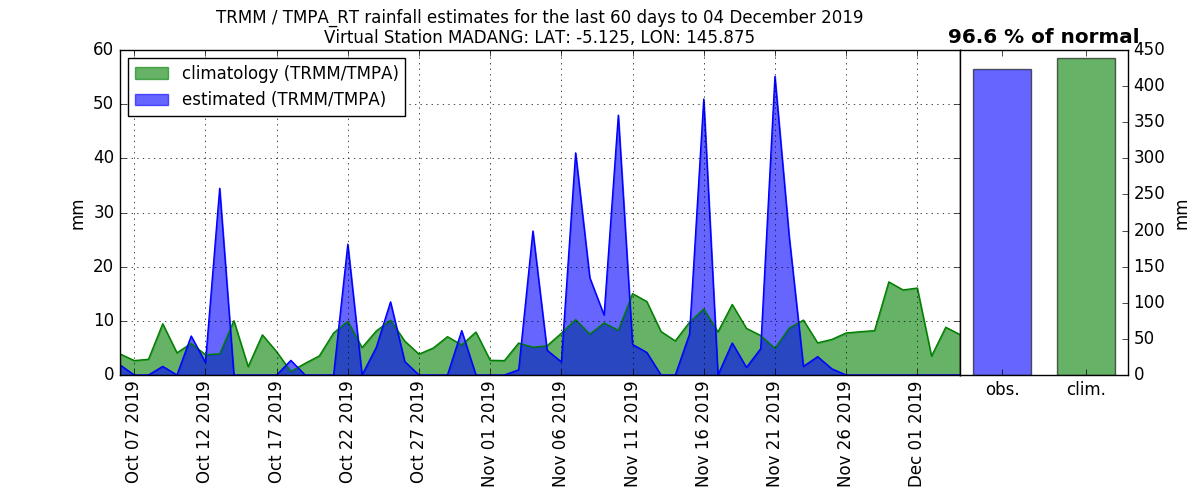 TRMM / TMPA_RT rainfall estimates for the last 60 days to 04 December 2019
Virtual Station MADANG: LAT: -5.125, LON: 145.875
96.6 % of normal
climatology (TRMM/TMPA)
estimated (TRMM/TMPA)
60
50
40
30
20
10
0
mm
Oct 07 2019
Oct 12 2019
Oct 17 2019
Oct 22 2019
Oct 27 2019
Nov 01 2019
Nov 06 2019
Nov 11 2019
Nov 16 2019
Nov 21 2019
Nov 26 2019
Dec 01 2019
obs.
clim.
450
400
350
300
250
200
150
100
50
0
mm